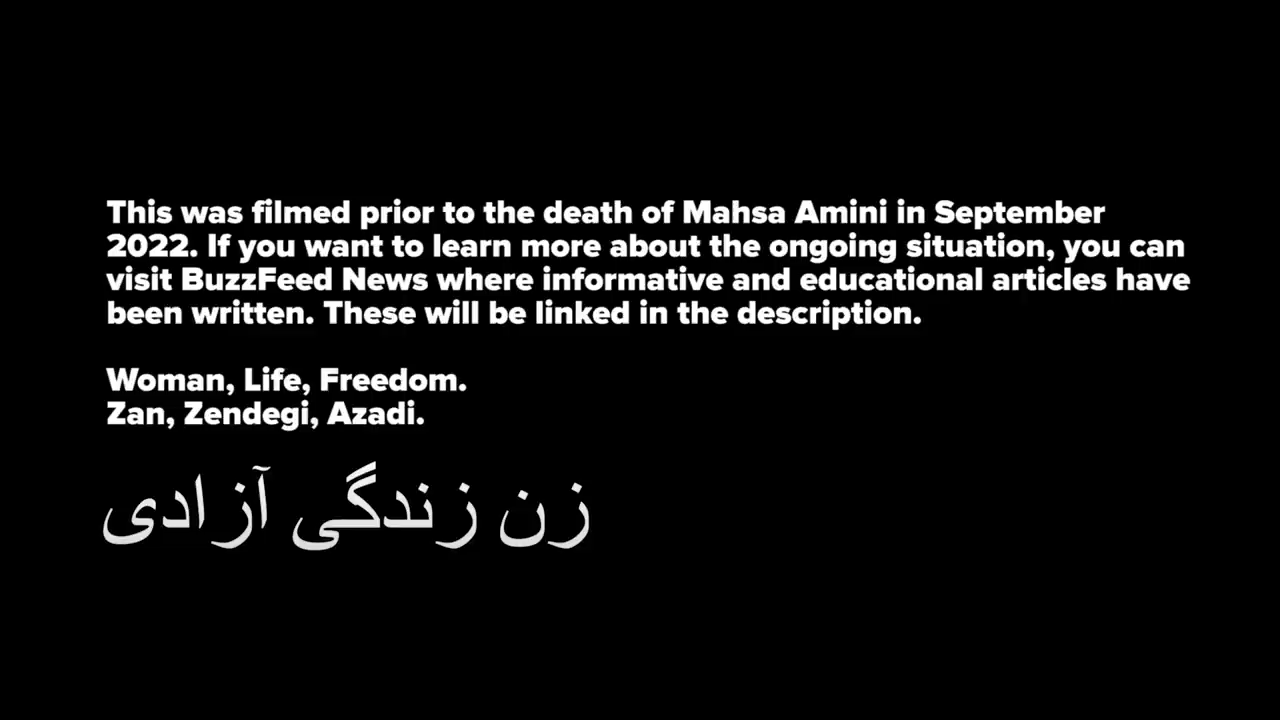 This was filmed prior to the death of Mahsa Amini in September
2022. If you want to learn more about the ongoing situation, you can
visit BuzzFeed News where informative and educational articles have
been written. These will be linked in the description.
Woman, Life, Freedom.
Zan, Zendegi, Azadi.
زن زندگی آزادی